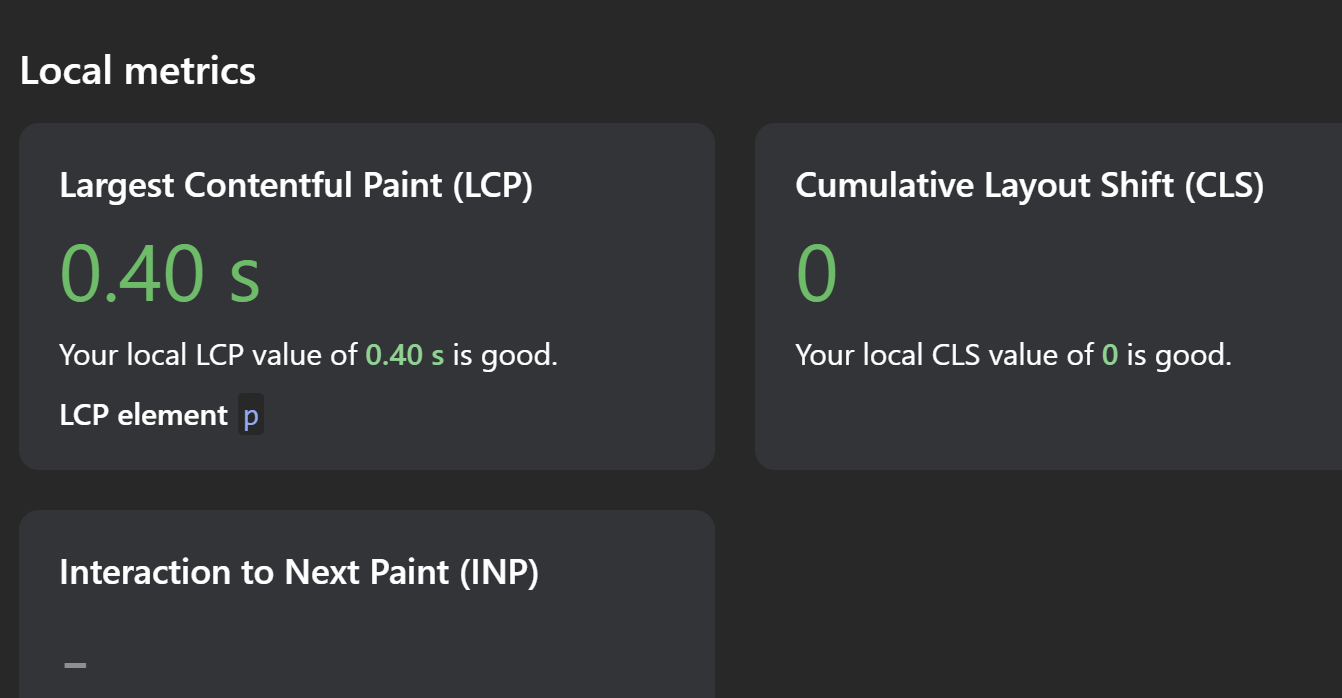 Local metrics
Largest Contentful Paint (LCP)
0.40 s
Your local LCP value of 0.40 s is good.
LCP element p
Cumulative Layout Shift (CLS)
0
Your local CLS value of 0 is good.
Interaction to Next Paint (INP)
-